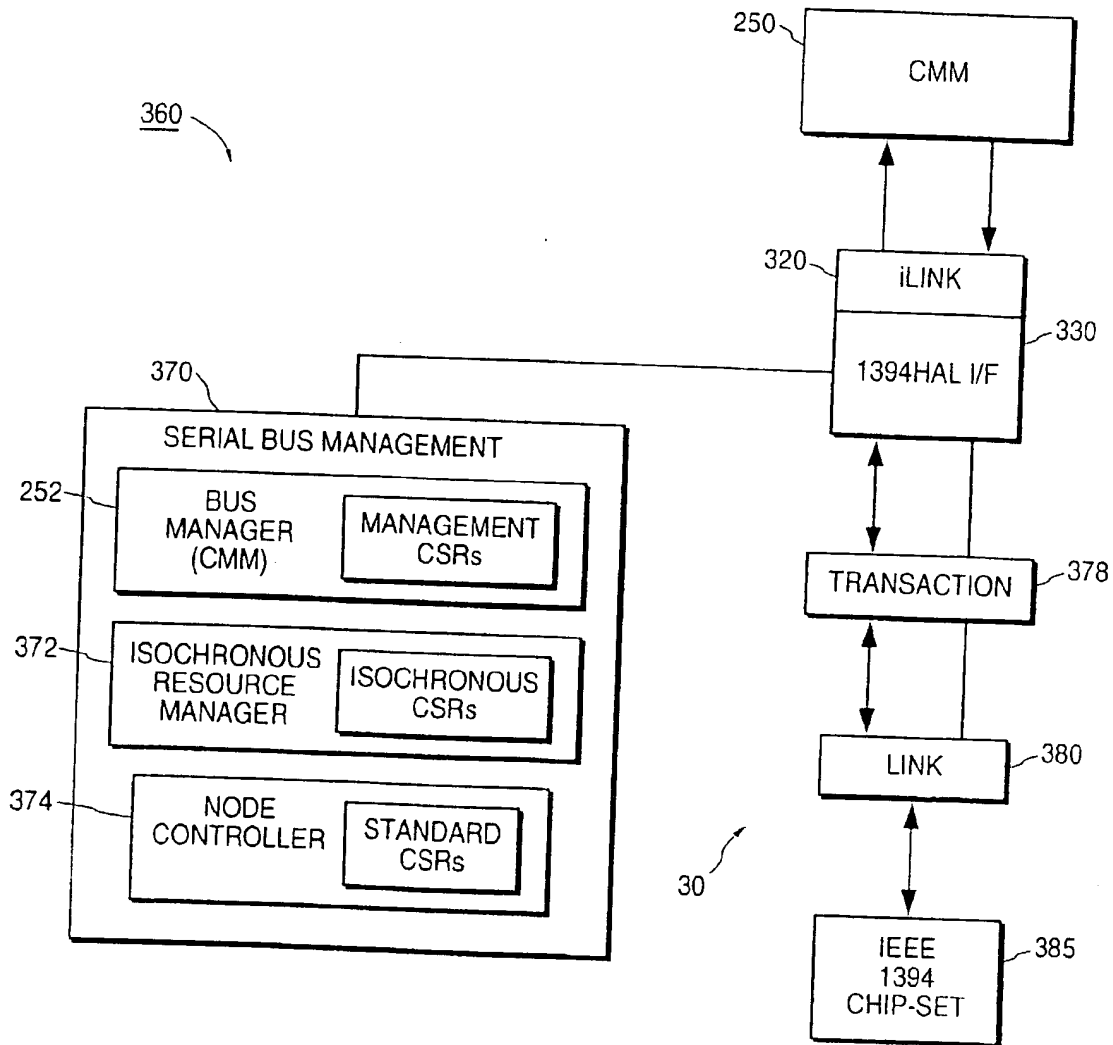 250
CMM
360
320
iLINK
330
1394HAL I/F
370
SERIAL BUS MANAGEMENT
252
BUS
MANAGER
(CMM)
MANAGEMENT
CSRs
TRANSACTION
378
372
ISOCHRONOUS
RESOURCE
MANAGER
ISOCHRONOUS
CSRs
LINK
380
374
NODE
CONTROLLER
STANDARD
CSRs
30
IEEE
1394
CHIP-SET
385